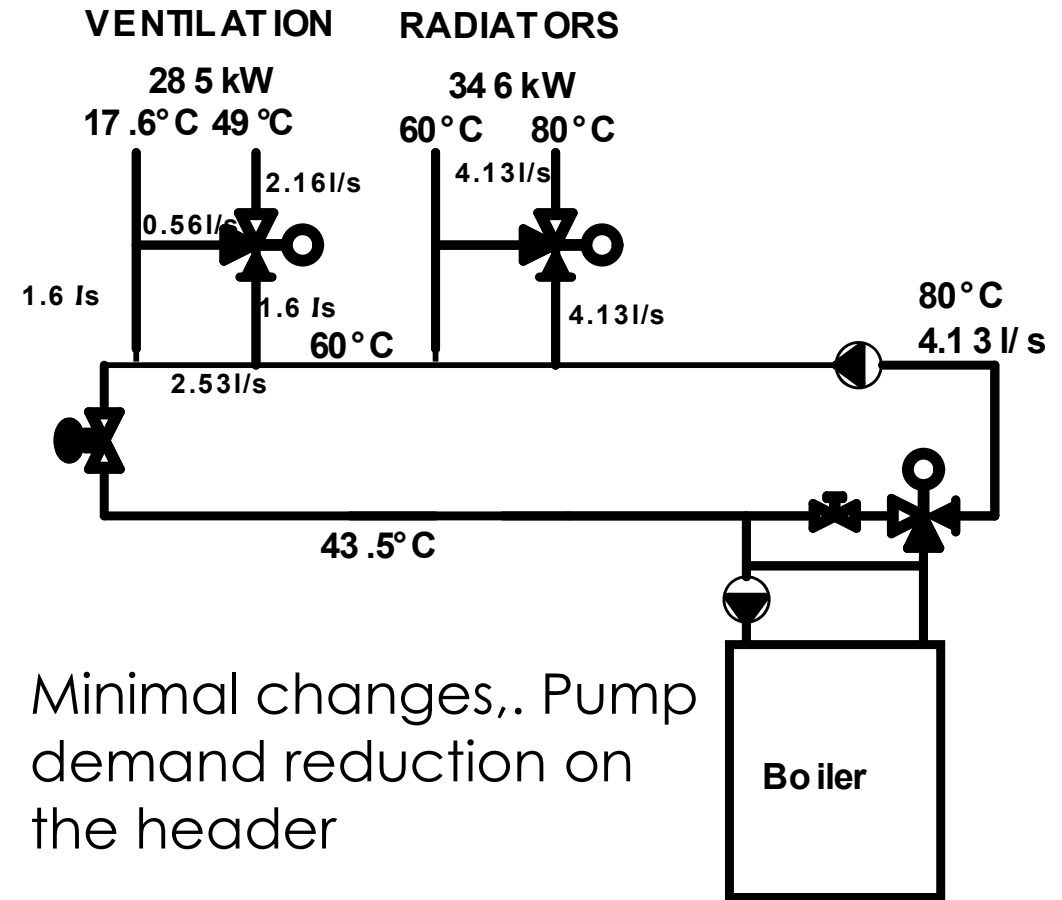 VENTILATION RADIATORS
28 5 kW 34 6 kW
17 .6°C 49 °C 60°C 80°C
4.13l/s
2.16l/s
0.56l/s
1.6 Is 1.6 Is 4.13l/s 80°C
60°C 4.1 3 l/ s
2.53l/s
43 .5°C
Minimal changes,. Pump
demand reduction on
the header
Bo iler